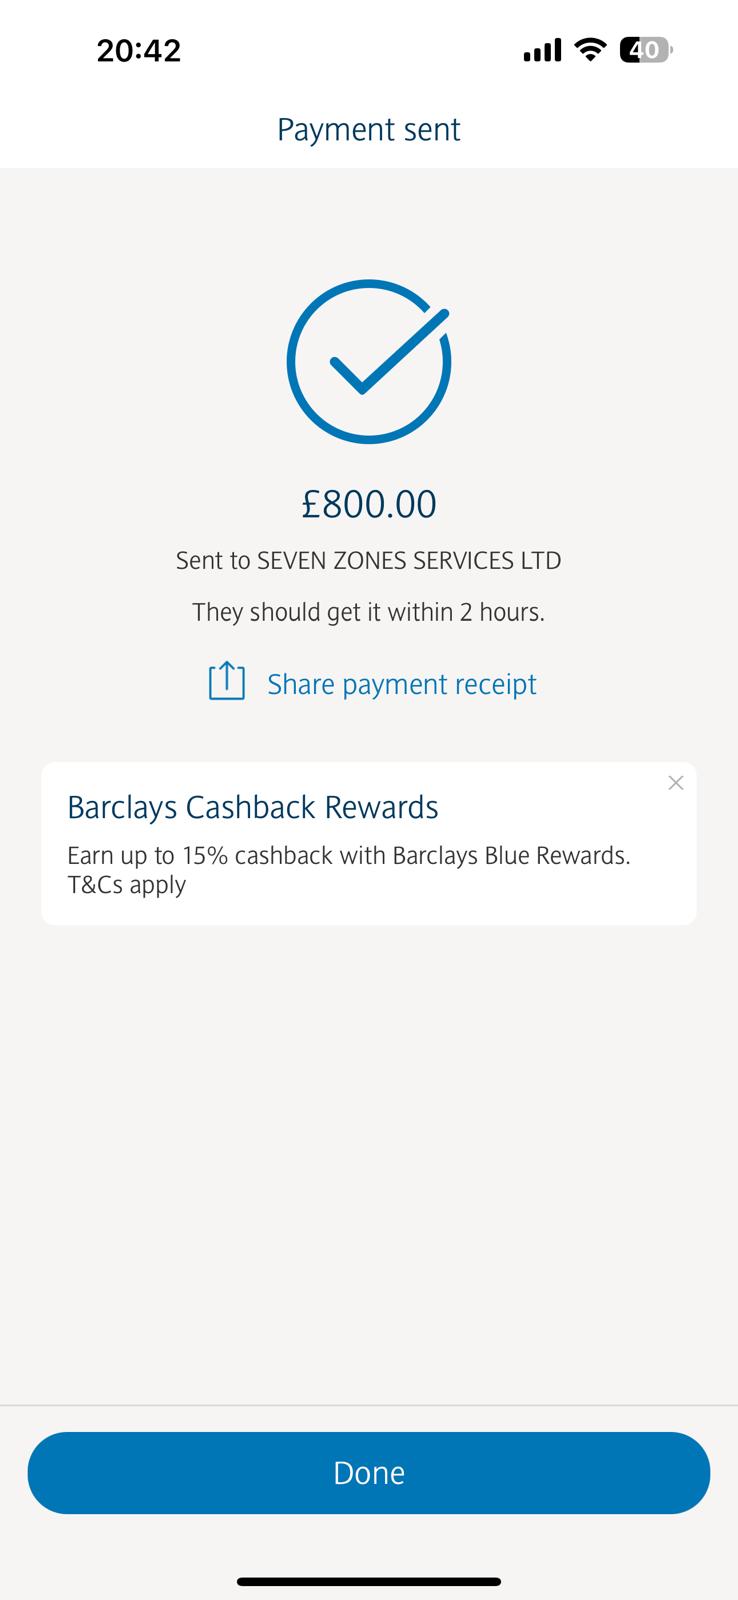 20:42
40
Payment sent
£800.00
Sent to SEVEN ZONES SERVICES LTD
They should get it within 2 hours.
Share payment receipt
Barclays Cashback Rewards
Earn up to 15% cashback with Barclays Blue Rewards.
T&Cs apply
Done